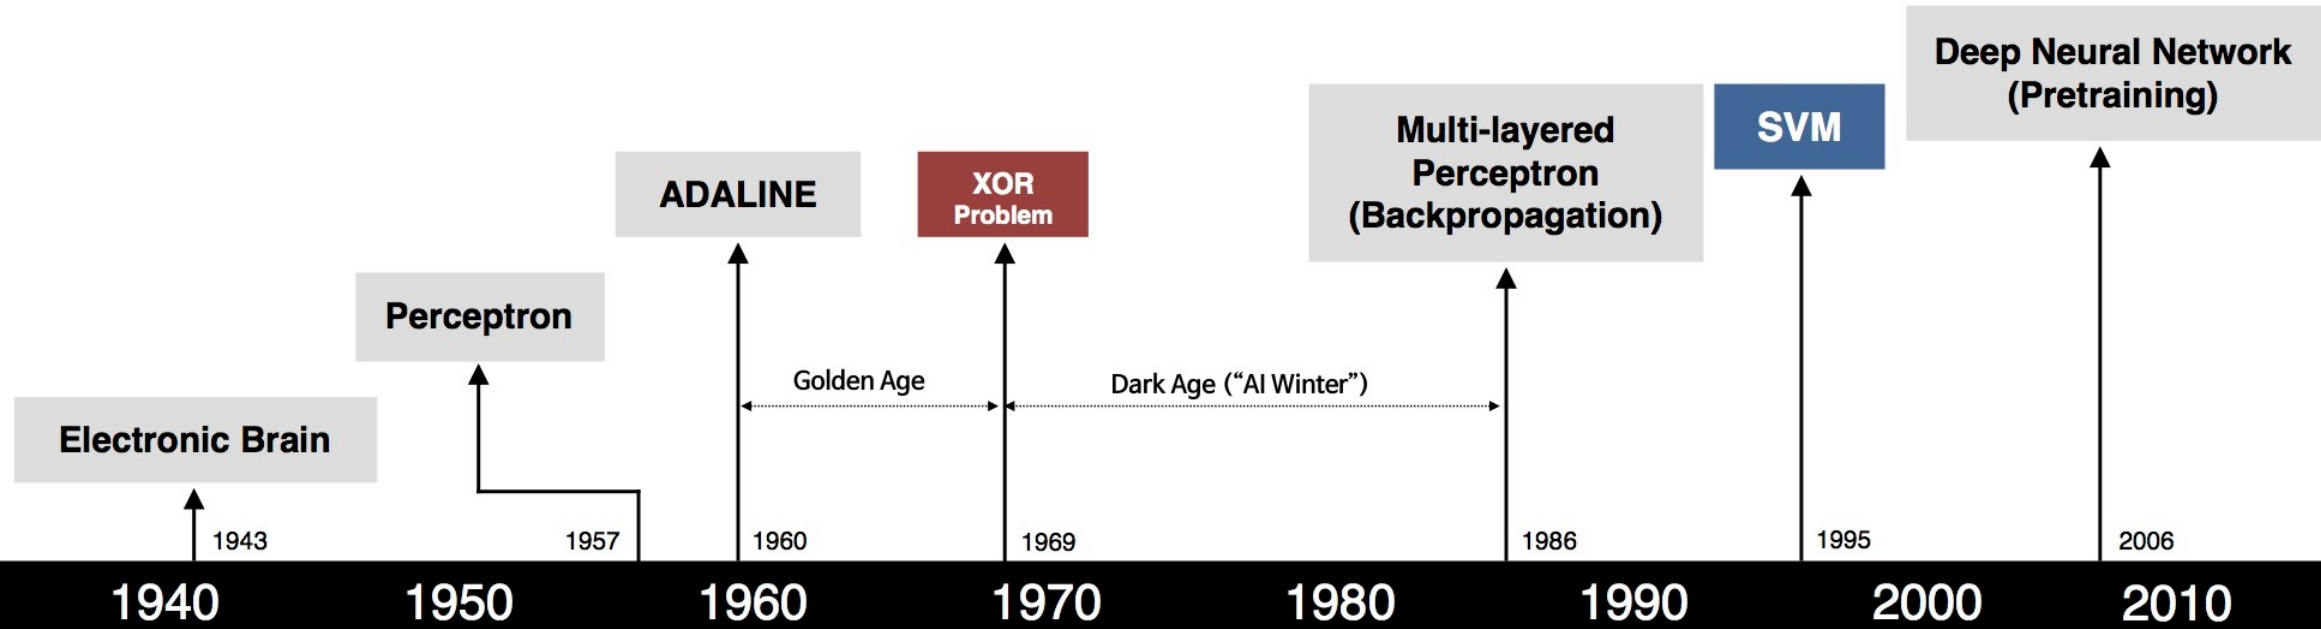 Electronic Brain
1943
Perceptron
1957
ADALINE
1960
Golden Age
XOR
Problem
1969
Dark Age (“AI Winter”)
Multi-layered
Perceptron
(Backpropagation)
1986
SVM
1995
Deep Neural Network
(Pretraining)
2006
1940 1950 1960 1970 1980 1990 2000 2010